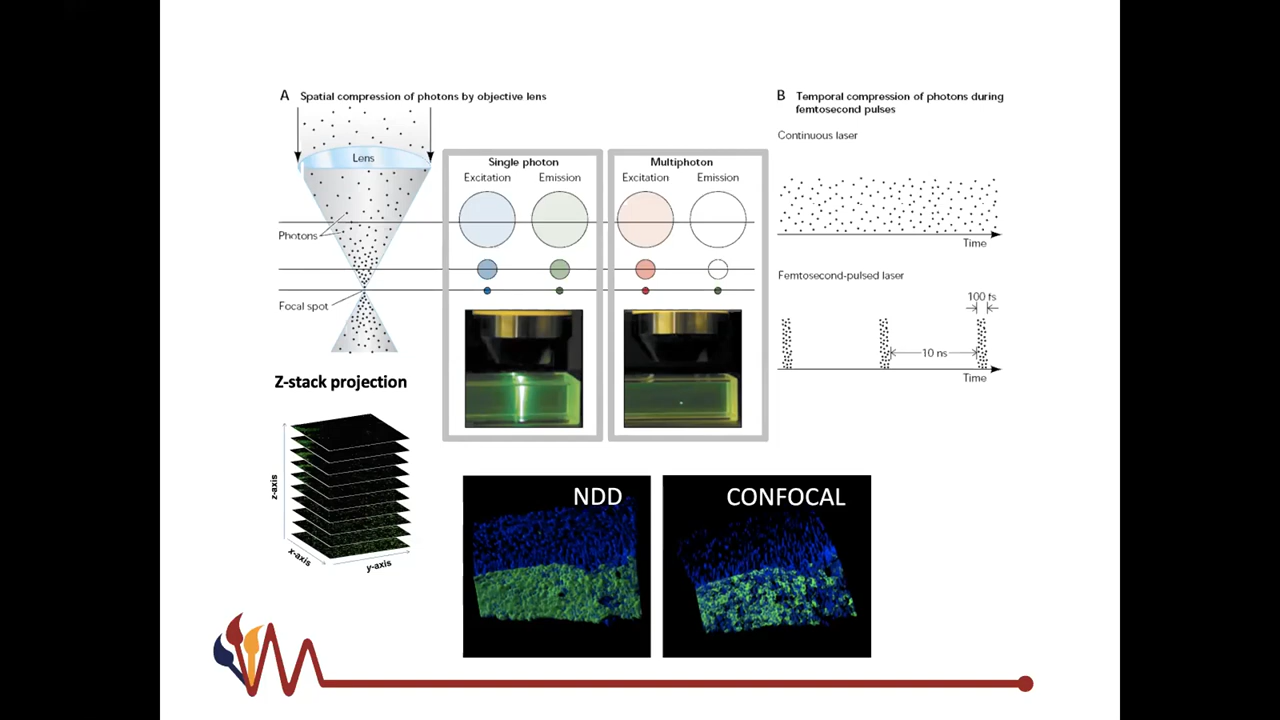 A Spatial compression of photons by objective lens
Lens
Photons
Focal spot
Single photon
Excitation Emission
Multiphoton
Excitation Emission
B Temporal compression of photons during
femtosecond pulses
Continuous laser
Time
Femtosecond-pulsed laser
100 fs
10 ns
Time
Z-stack projection
z-axis
x-axis
y-axis
NDD
CONFOCAL